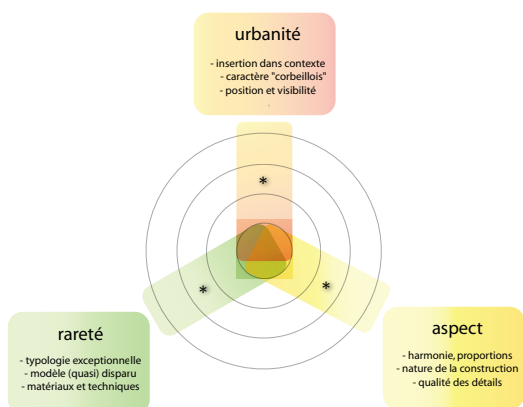 urbanité
- insertion dans contexte
- caractère "corbeillois"
- position et visibilité
*
*
*
rareté
- typologie exceptionnelle
- modèle (quasi) disparu
- matériaux et techniques
aspect
- harmonie, proportions
- nature de la construction
- qualité des détails